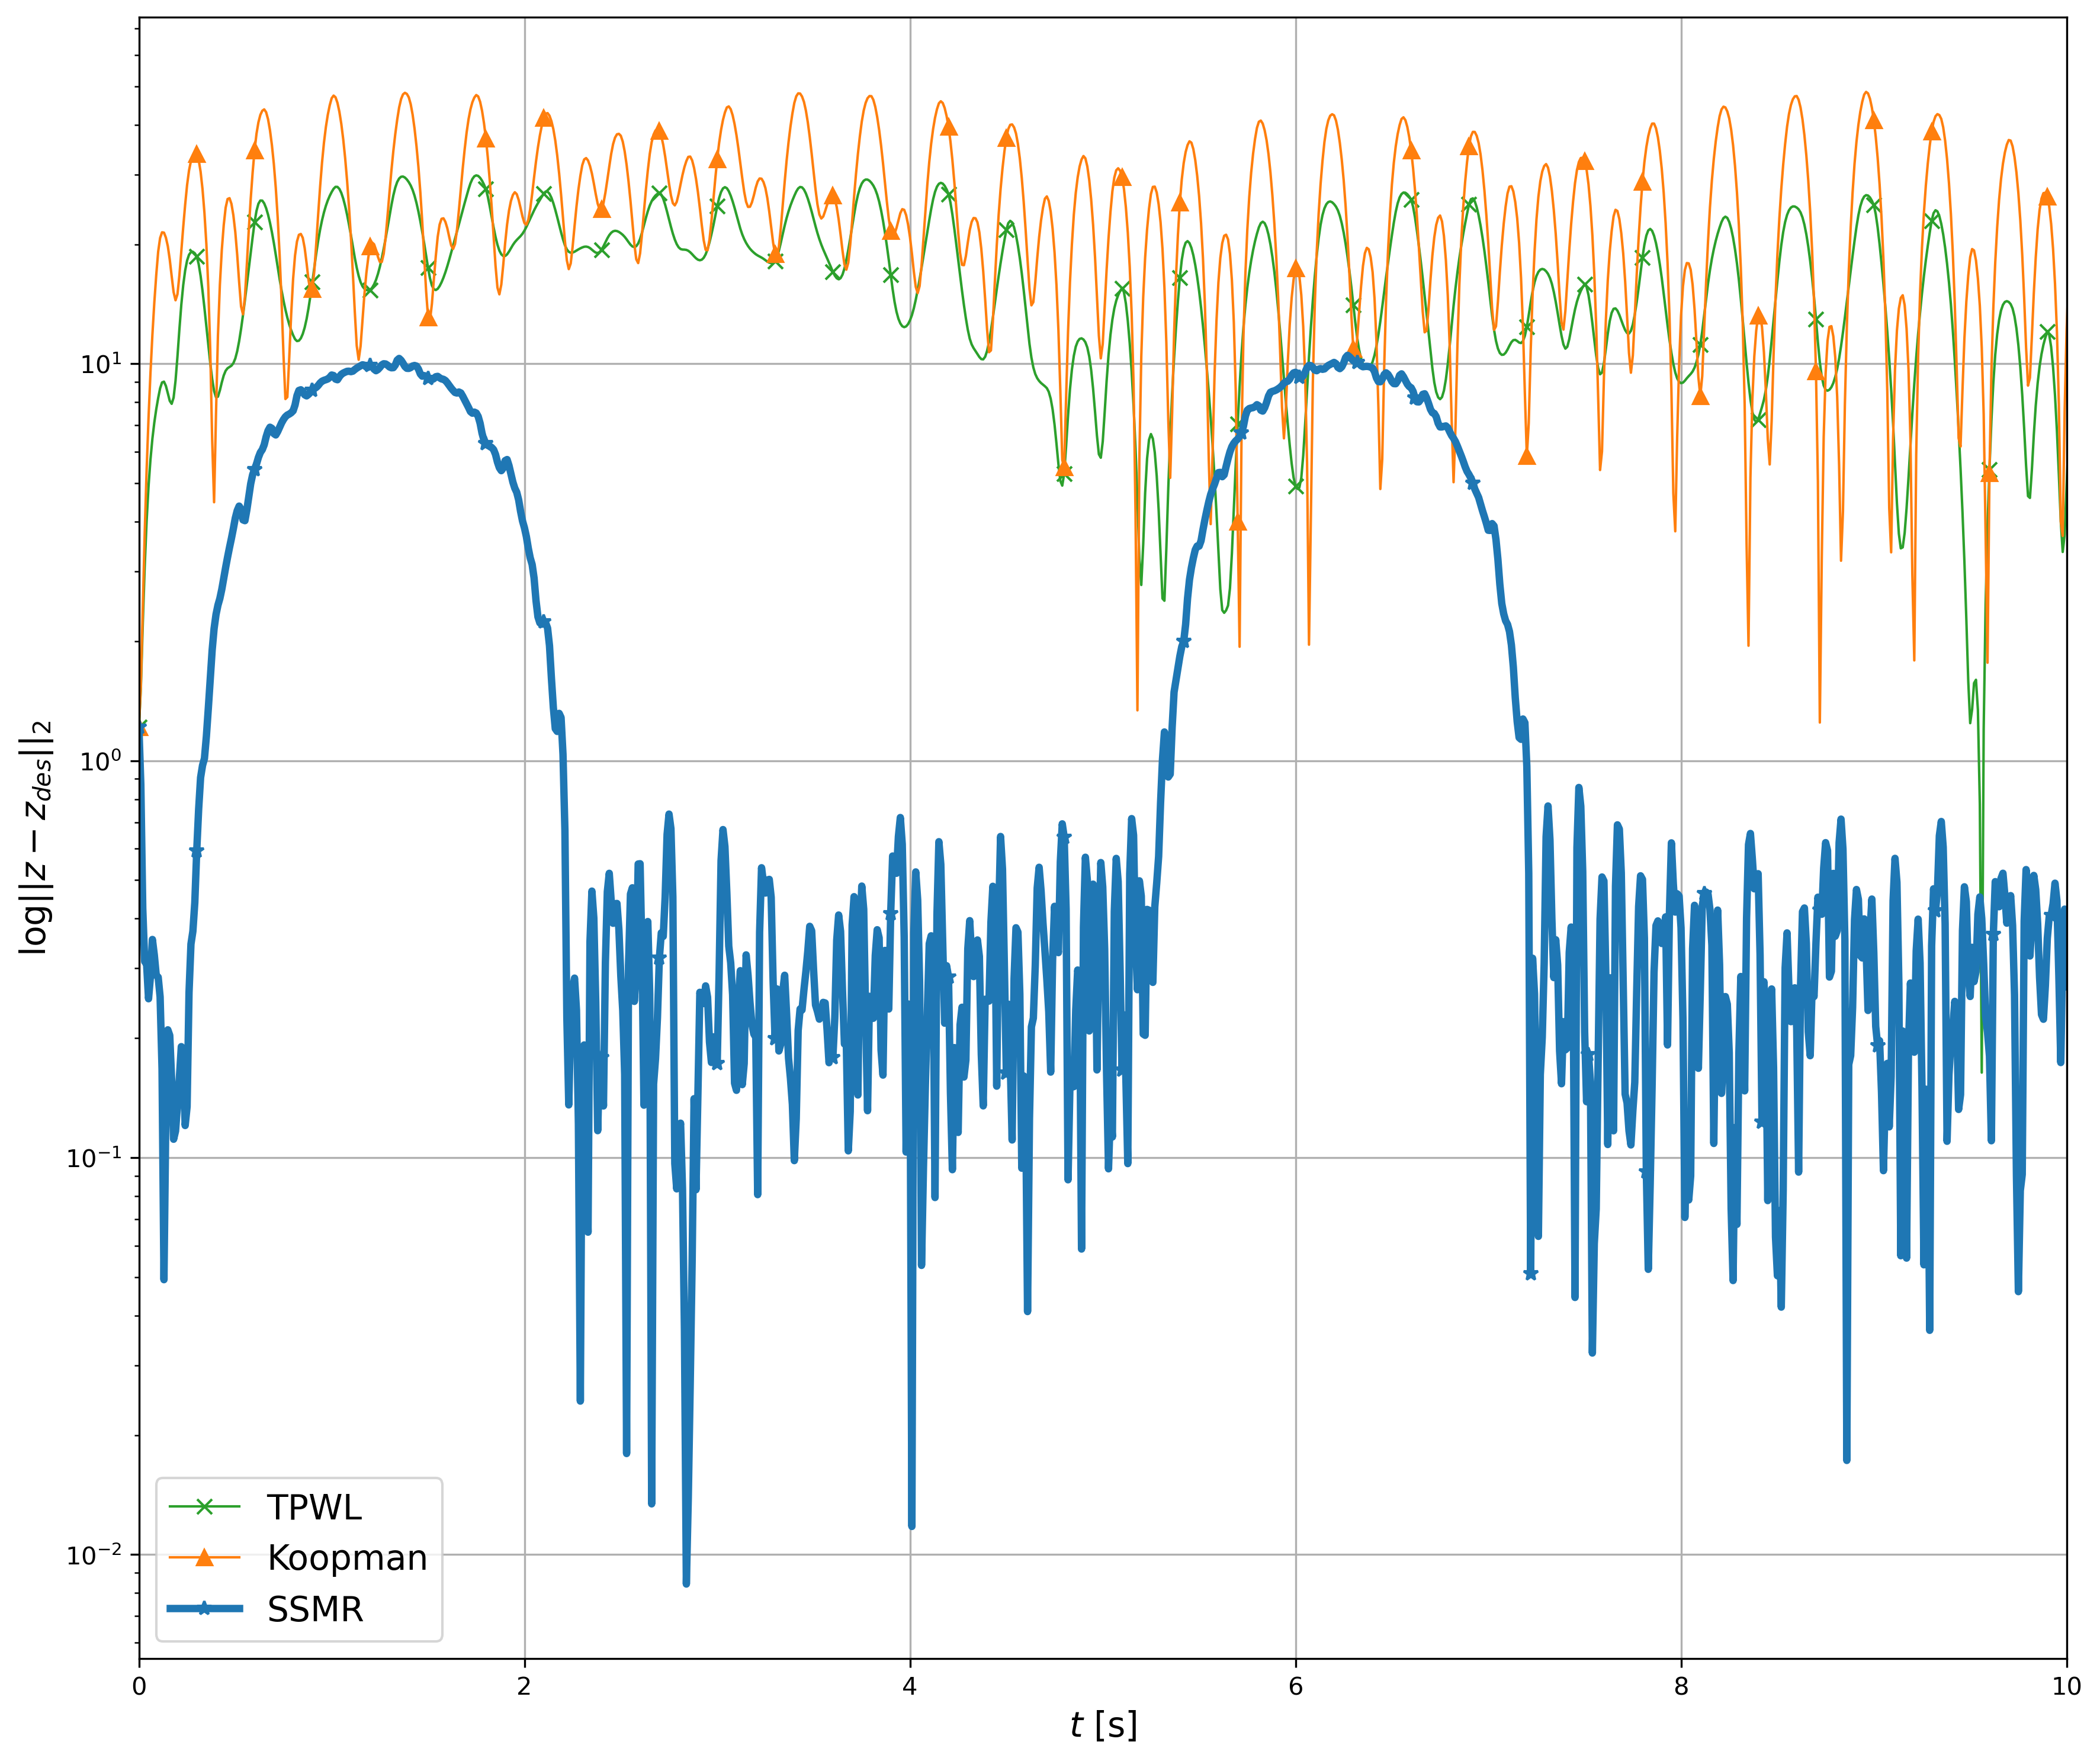 log||z − z_des||₂
10¹
10⁰
10⁻¹
10⁻²
TPWL
Koopman
SSMR
0 2 4 6 8 10
t [s]